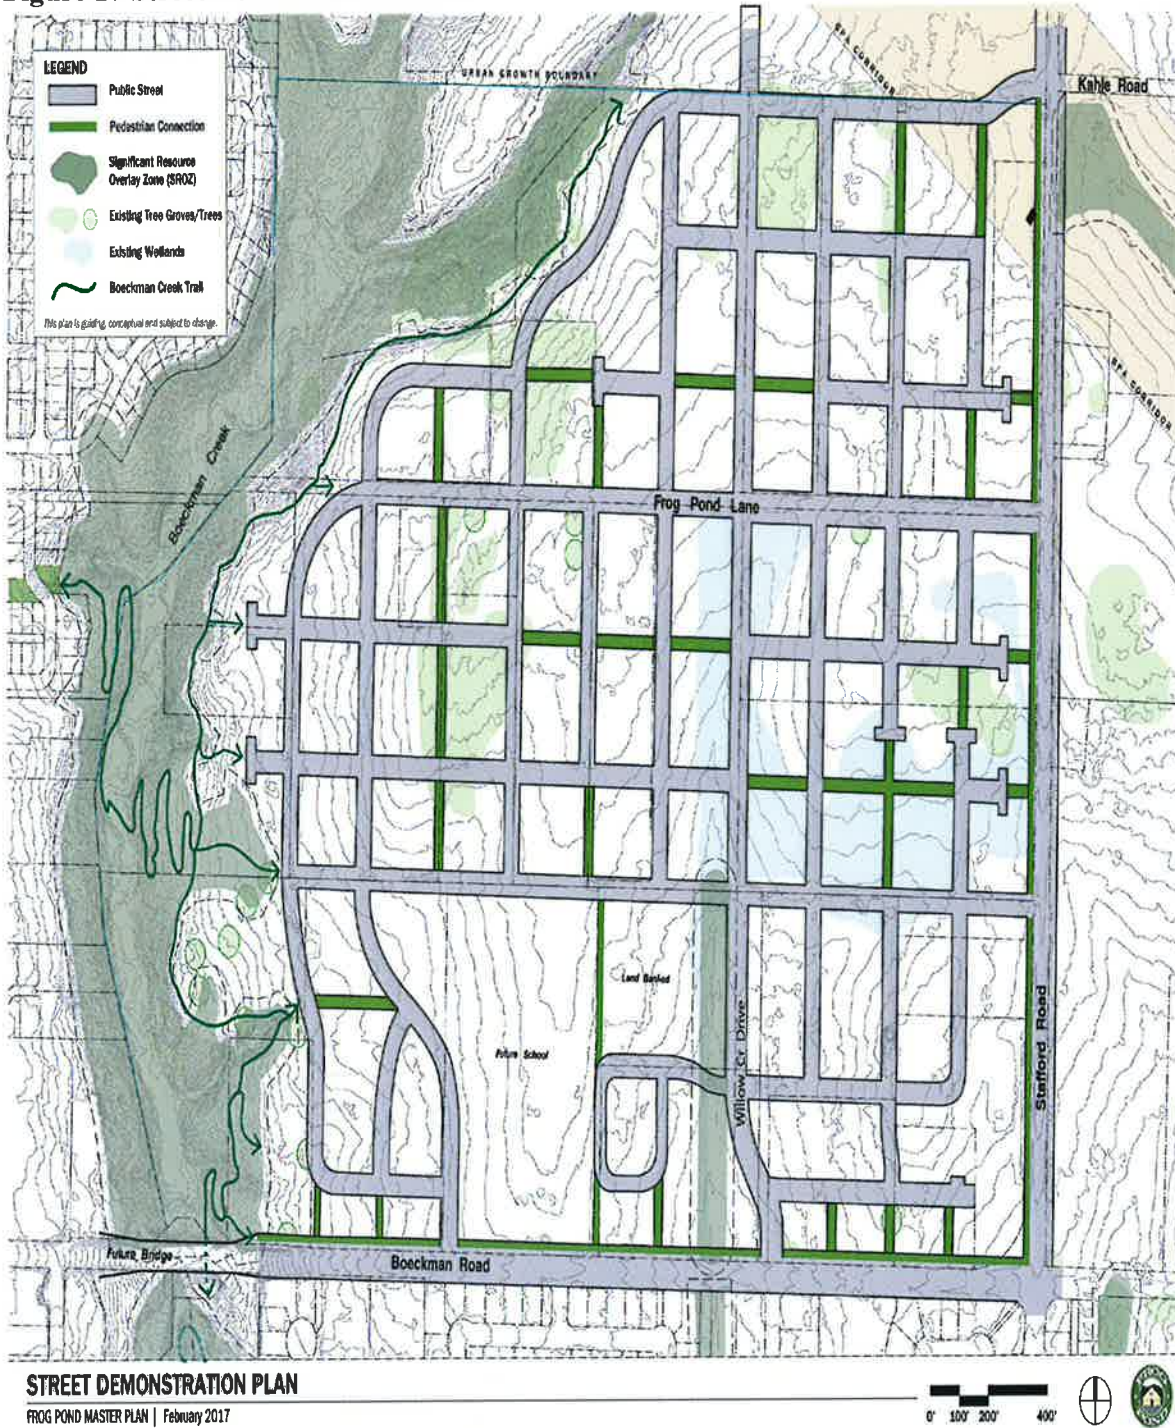 LEGEND
Public Street
Pedestrian Connection
Significant Resource
Overlay Zone (SROZ)
Existing Tree Groves/Trees
Existing Wetlands
Boeckman Creek Trail
This plan is guiding, conceptual and subject to change.
URBAN GROWTH BOUNDARY
BPA CORRIDOR
Kahle Road
BPA CORRIDOR
Boeckman Creek
Frog Pond Lane
Land Banked
Future School
Willow Cr Drive
Stafford Road
Future Bridge
Boeckman Road
STREET DEMONSTRATION PLAN
FROG POND MASTER PLAN | February 2017
0' 100' 200' 400'